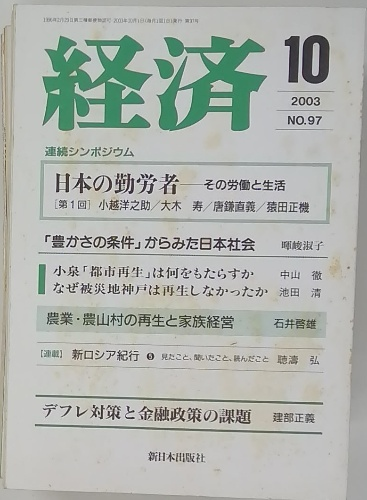 経済
10
2003
NO.97
連続シンポジウム
日本の勤労者──その労働と生活
[第1回] 小越洋之助／大木 寿／唐鎌直義／猿田正機
「豊かさの条件」からみた日本社会 暉峻淑子
小泉「都市再生」は何をもたらすか 中山 徹
なぜ被災地神戸は再生しなかったか 池田 清
農業・農山村の再生と家族経営 石井啓雄
【連載】 新ロシア紀行 ❺ 見たこと、聞いたこと、読んだこと 聴濤 弘
デフレ対策と金融政策の課題 建部正義
新日本出版社